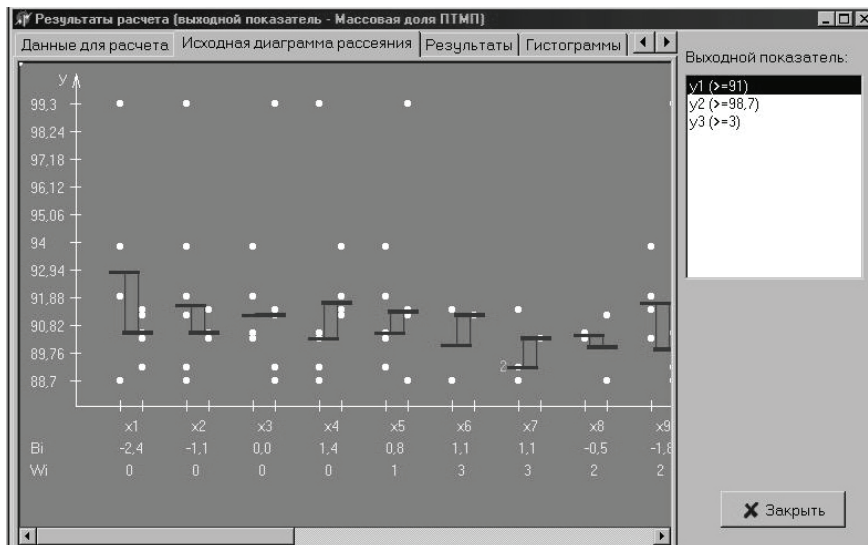 Результаты расчета (выходной показатель - Массовая доля ПТМП)
Данные для расчета Исходная диаграмма рассеяния Результаты Гистограммы
Выходной показатель:
y1 (>=91)
y2 (>=98,7)
y3 (>=3)
y
99,3
98,24
97,18
96,12
95,06
94
92,94
91,88
90,82
89,76
88,7
2
x1 x2 x3 x4 x5 x6 x7 x8 x9
Bi -2,4 -1,1 0,0 1,4 0,8 1,1 1,1 -0,5 -1,8
Wi 0 0 0 0 1 3 3 2 2
Закрыть